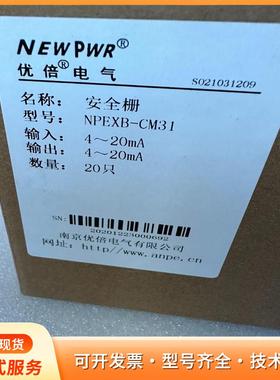 NEWPWR®
优倍®电气
S021031209
名称： 安全栅
型号： NPEXB-CM31
输入： 4～20mA
输出： 4～20mA
数量： 20只
SN:
20201223000692
南京优倍电气有限公司
网址：http://www.anpe.cn
式服务
可开发票·型号齐全·技术